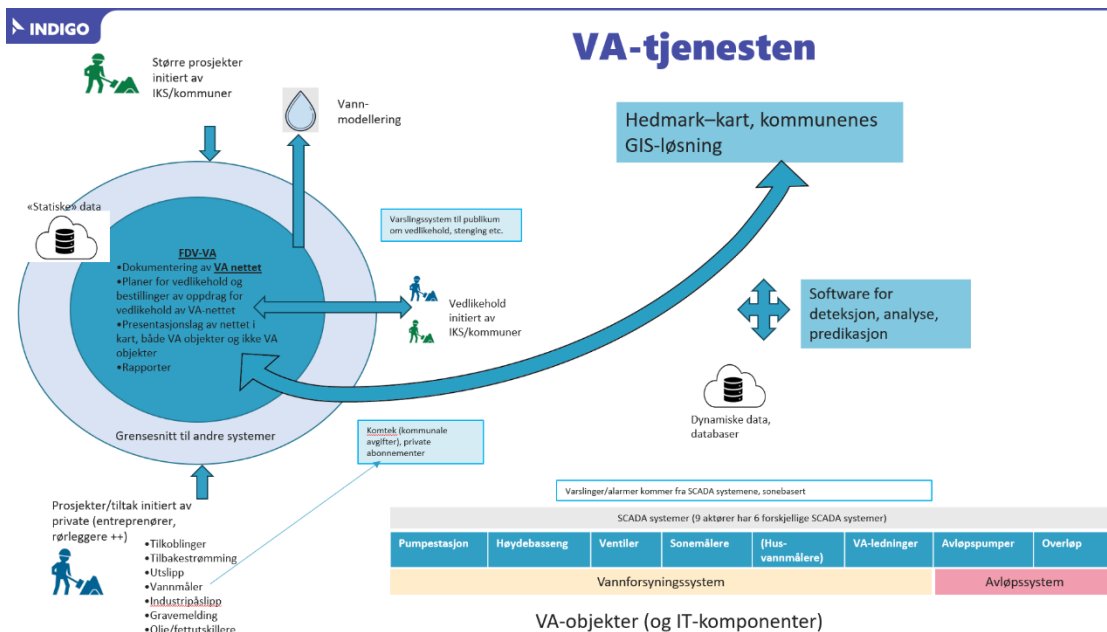 INDIGO
VA-tjenesten
Større prosjekter
initiert av
IKS/kommuner
Vann-
modellering
Hedmark–kart, kommunenes
GIS-løsning
«Statiske» data
Varslingssystem til publikum
om vedlikehold, stenging etc.
FDV-VA
•Dokumentering av VA nettet
•Planer for vedlikehold og
bestillinger av oppdrag for
vedlikehold av VA-nettet
•Presentasjonslag av nettet i
kart, både VA objekter og ikke VA
objekter
•Rapporter
Vedlikehold
initiert av
IKS/kommuner
Software for
deteksjon, analyse,
predikasjon
Dynamiske data,
databaser
Grensesnitt til andre systemer
Komtek (kommunale
avgifter), private
abonnementer
Prosjekter/tiltak initiert av
private (entreprenører,
rørleggere ++)
•Tilkoblinger
•Tilbakestrømming
•Utslipp
•Vannmåler
•Industripåslipp
•Gravemelding
•Olje/fettutskillere
Varslinger/alarmer kommer fra SCADA systemene, sonebasert
SCADA systemer (9 aktører har 6 forskjellige SCADA systemer)
Pumpestasjon Høydebasseng Ventiler Sonemålere (Hus-vannmålere) VA-ledninger Avløpspumper Overløp
Vannforsyningssystem Avløpssystem
VA-objekter (og IT-komponenter)